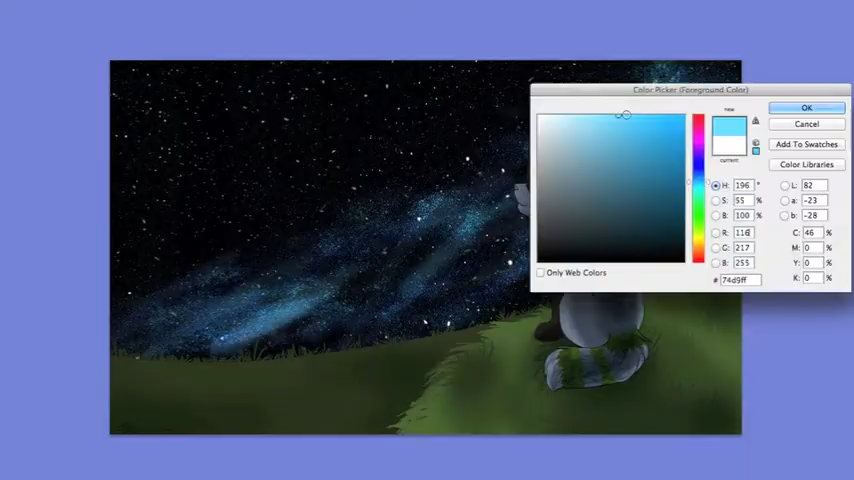 Color Picker (Foreground Color)
new
current
OK
Cancel
Add To Swatches
Color Libraries
H: 196 °
S: 55 %
B: 100 %
R: 116
G: 217
B: 255
# 74d9ff
L: 82
a: -23
b: -28
C: 46 %
M: 0 %
Y: 0 %
K: 0 %
Only Web Colors